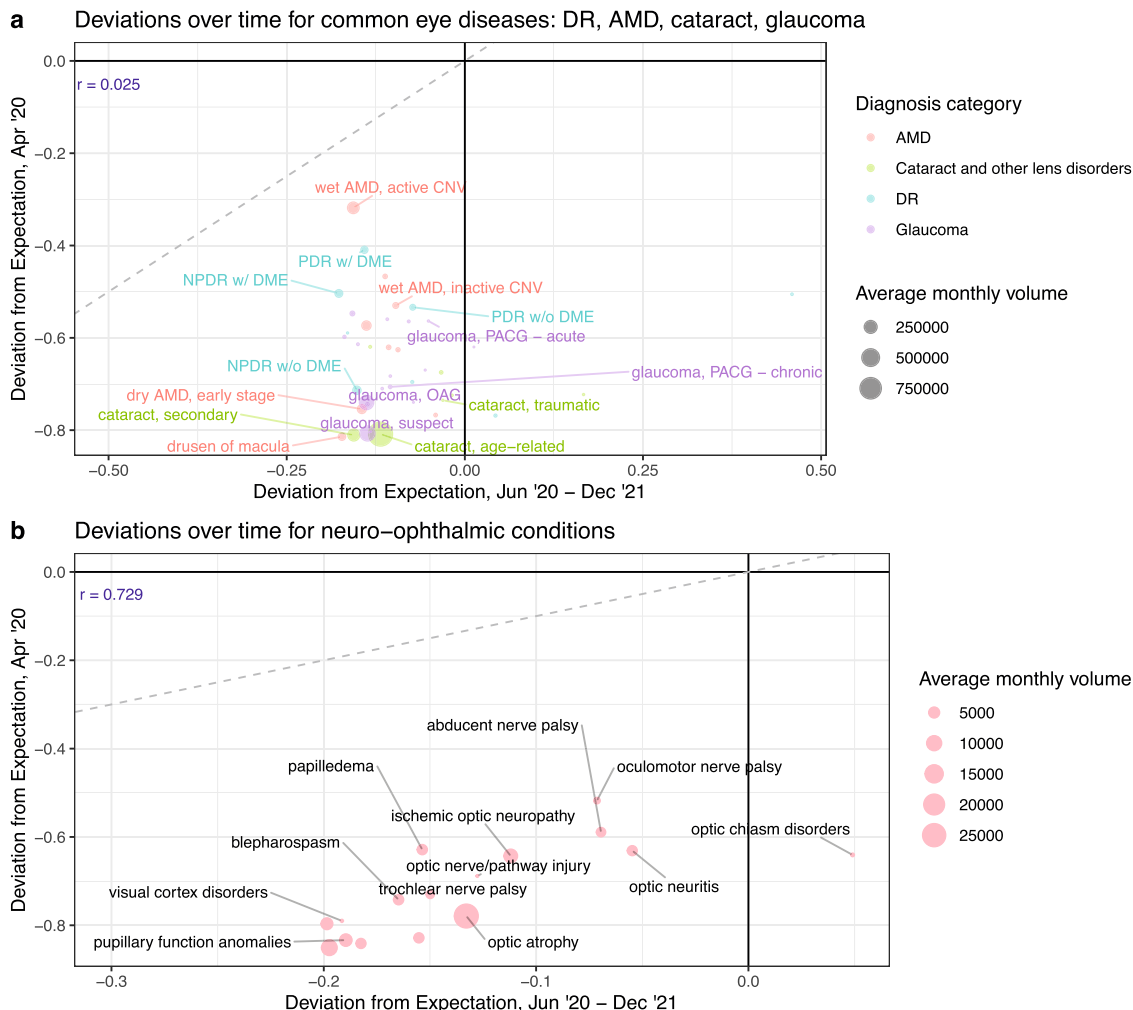 a
Deviations over time for common eye diseases: DR, AMD, cataract, glaucoma
Deviation from Expectation, Apr '20
0.0
−0.2
−0.4
−0.6
−0.8
r = 0.025
wet AMD, active CNV
PDR w/ DME
NPDR w/ DME
wet AMD, inactive CNV
PDR w/o DME
glaucoma, PACG − acute
NPDR w/o DME
glaucoma, PACG − chronic
dry AMD, early stage
glaucoma, OAG
cataract, traumatic
cataract, secondary
glaucoma, suspect
drusen of macula
cataract, age−related
−0.50
−0.25
0.00
0.25
0.50
Deviation from Expectation, Jun '20 − Dec '21
Diagnosis category
AMD
Cataract and other lens disorders
DR
Glaucoma
Average monthly volume
250000
500000
750000
b
Deviations over time for neuro−ophthalmic conditions
Deviation from Expectation, Apr '20
0.0
−0.2
−0.4
−0.6
−0.8
r = 0.729
abducent nerve palsy
papilledema
oculomotor nerve palsy
ischemic optic neuropathy
optic chiasm disorders
blepharospasm
optic nerve/pathway injury
visual cortex disorders
trochlear nerve palsy
optic neuritis
pupillary function anomalies
optic atrophy
−0.3
−0.2
−0.1
0.0
Deviation from Expectation, Jun '20 − Dec '21
Average monthly volume
5000
10000
15000
20000
25000